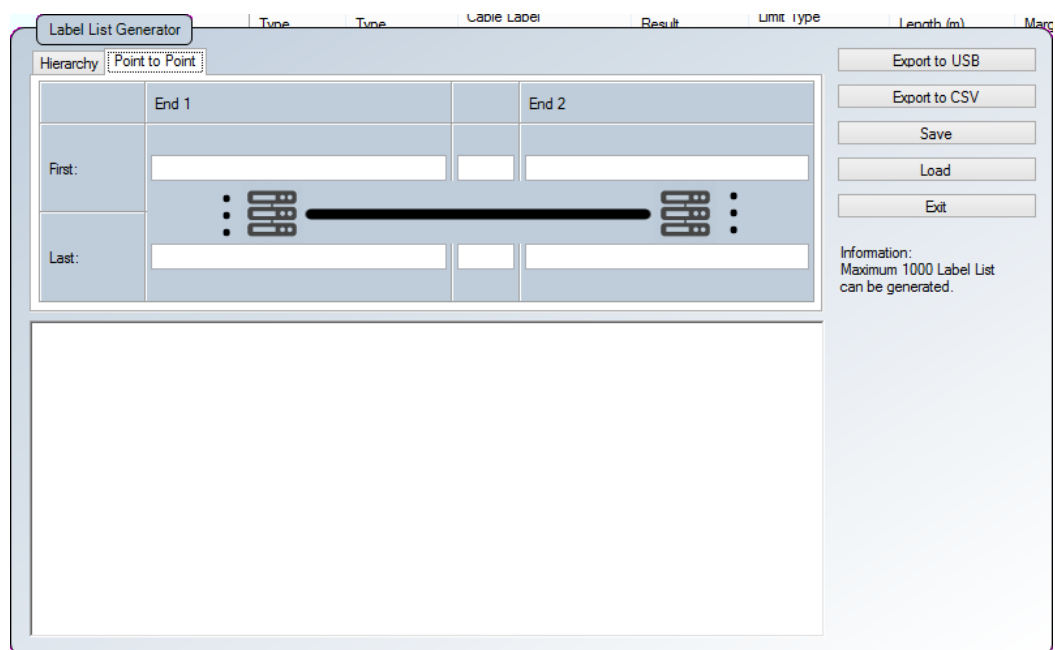 Type Type Cable Label Result Limit Type Length (m)
Label List Generator
Hierarchy Point to Point
End 1 End 2
First:
Last:
Export to USB
Export to CSV
Save
Load
Exit
Information:
Maximum 1000 Label List
can be generated.